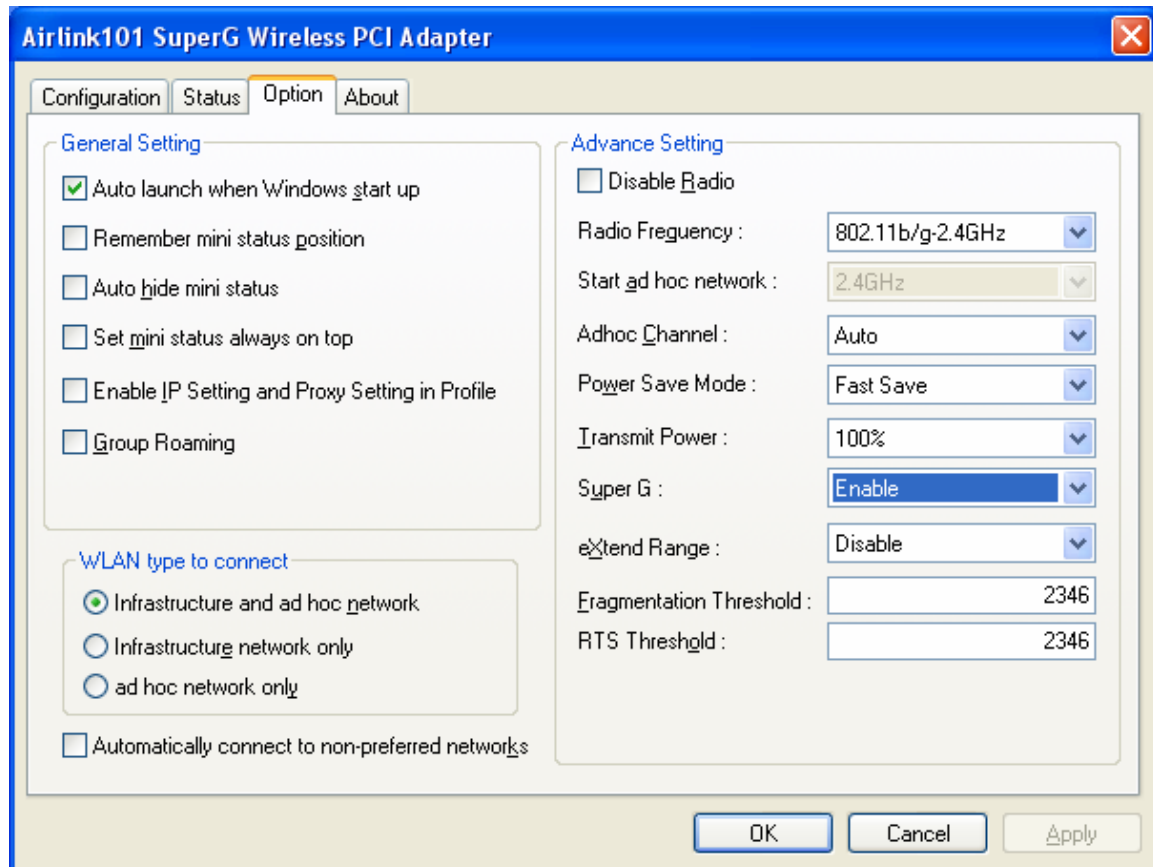 Airlink101 SuperG Wireless PCI Adapter
Configuration
Status
Option
About
General Setting
Auto launch when Windows start up
Remember mini status position
Auto hide mini status
Set mini status always on top
Enable IP Setting and Proxy Setting in Profile
Group Roaming
WLAN type to connect
Infrastructure and ad hoc network
Infrastructure network only
ad hoc network only
Automatically connect to non-preferred networks
Advance Setting
Disable Radio
Radio Freguency : 802.11b/g-2.4GHz
Start ad hoc network : 2.4GHz
Adhoc Channel : Auto
Power Save Mode : Fast Save
Transmit Power : 100%
Super G : Enable
eXtend Range : Disable
Fragmentation Threshold : 2346
RTS Threshold : 2346
OK
Cancel
Apply